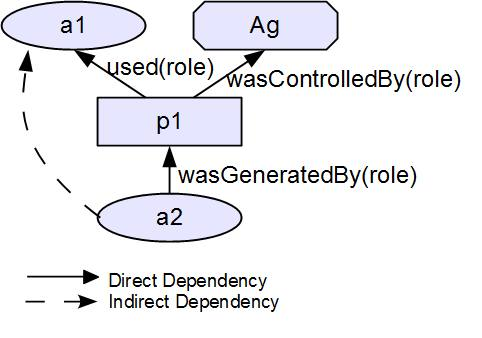 a1
Ag
used(role)
wasControlledBy(role)
p1
wasGeneratedBy(role)
a2
Direct Dependency
Indirect Dependency